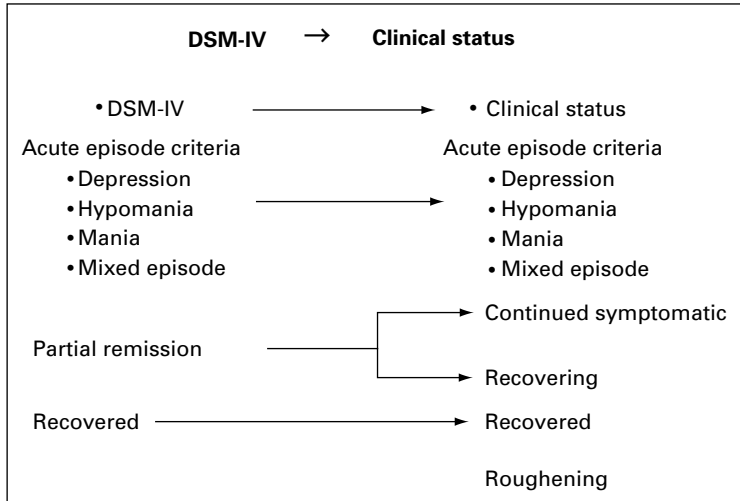 DSM-IV → Clinical status
• DSM-IV • Clinical status
Acute episode criteria Acute episode criteria
• Depression • Depression
• Hypomania • Hypomania
• Mania • Mania
• Mixed episode • Mixed episode
Continued symptomatic
Partial remission
Recovering
Recovered Recovered
Roughening